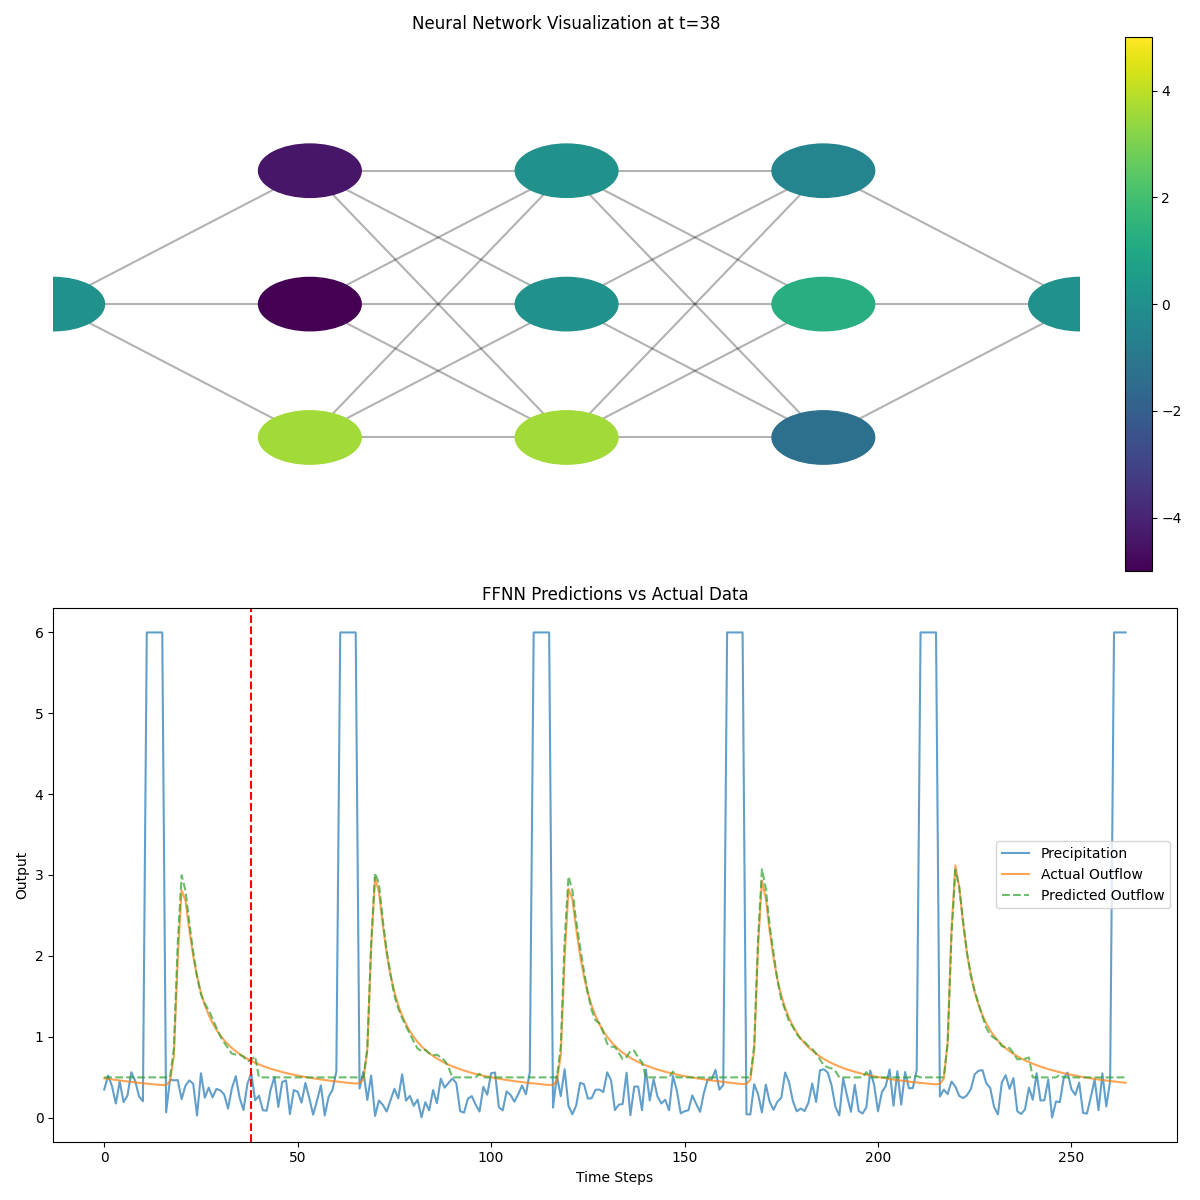 Neural Network Visualization at t=38
4
2
0
−2
−4
FFNN Predictions vs Actual Data
Output
6
5
4
3
2
1
0
Precipitation
Actual Outflow
Predicted Outflow
0 50 100 150 200 250
Time Steps